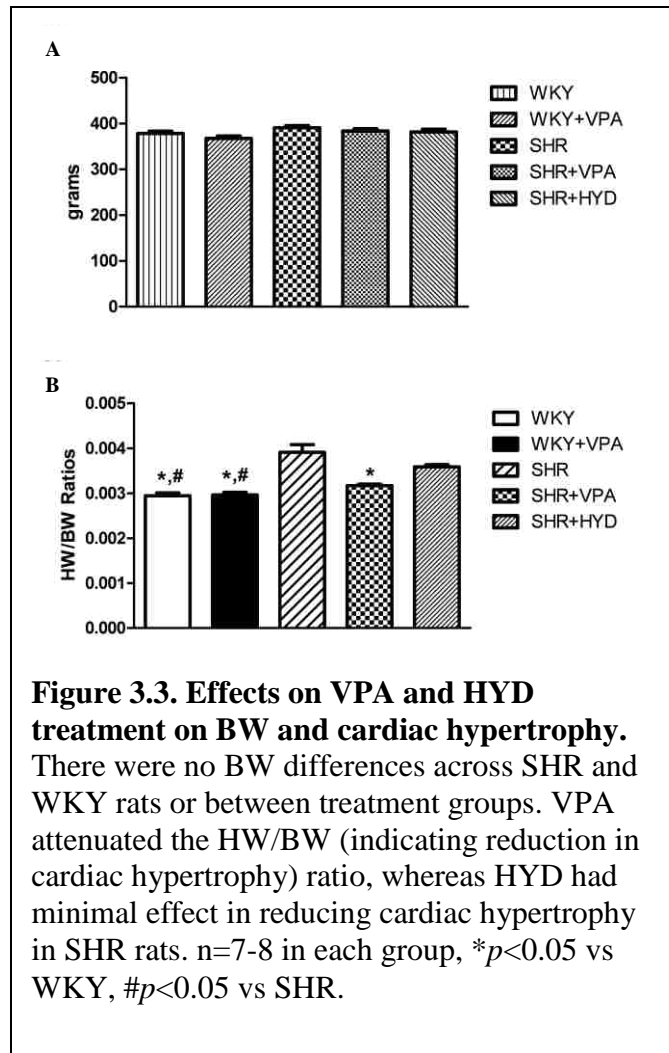 A
500
400
300
200
100
0
grams
WKY
WKY+VPA
SHR
SHR+VPA
SHR+HYD
B
0.005
0.004
0.003
0.002
0.001
0.000
HW/BW Ratios
*,#
*,#
*
WKY
WKY+VPA
SHR
SHR+VPA
SHR+HYD
Figure 3.3. Effects on VPA and HYD
treatment on BW and cardiac hypertrophy.
There were no BW differences across SHR and
WKY rats or between treatment groups. VPA
attenuated the HW/BW (indicating reduction in
cardiac hypertrophy) ratio, whereas HYD had
minimal effect in reducing cardiac hypertrophy
in SHR rats. n=7-8 in each group, *p<0.05 vs
WKY, #p<0.05 vs SHR.